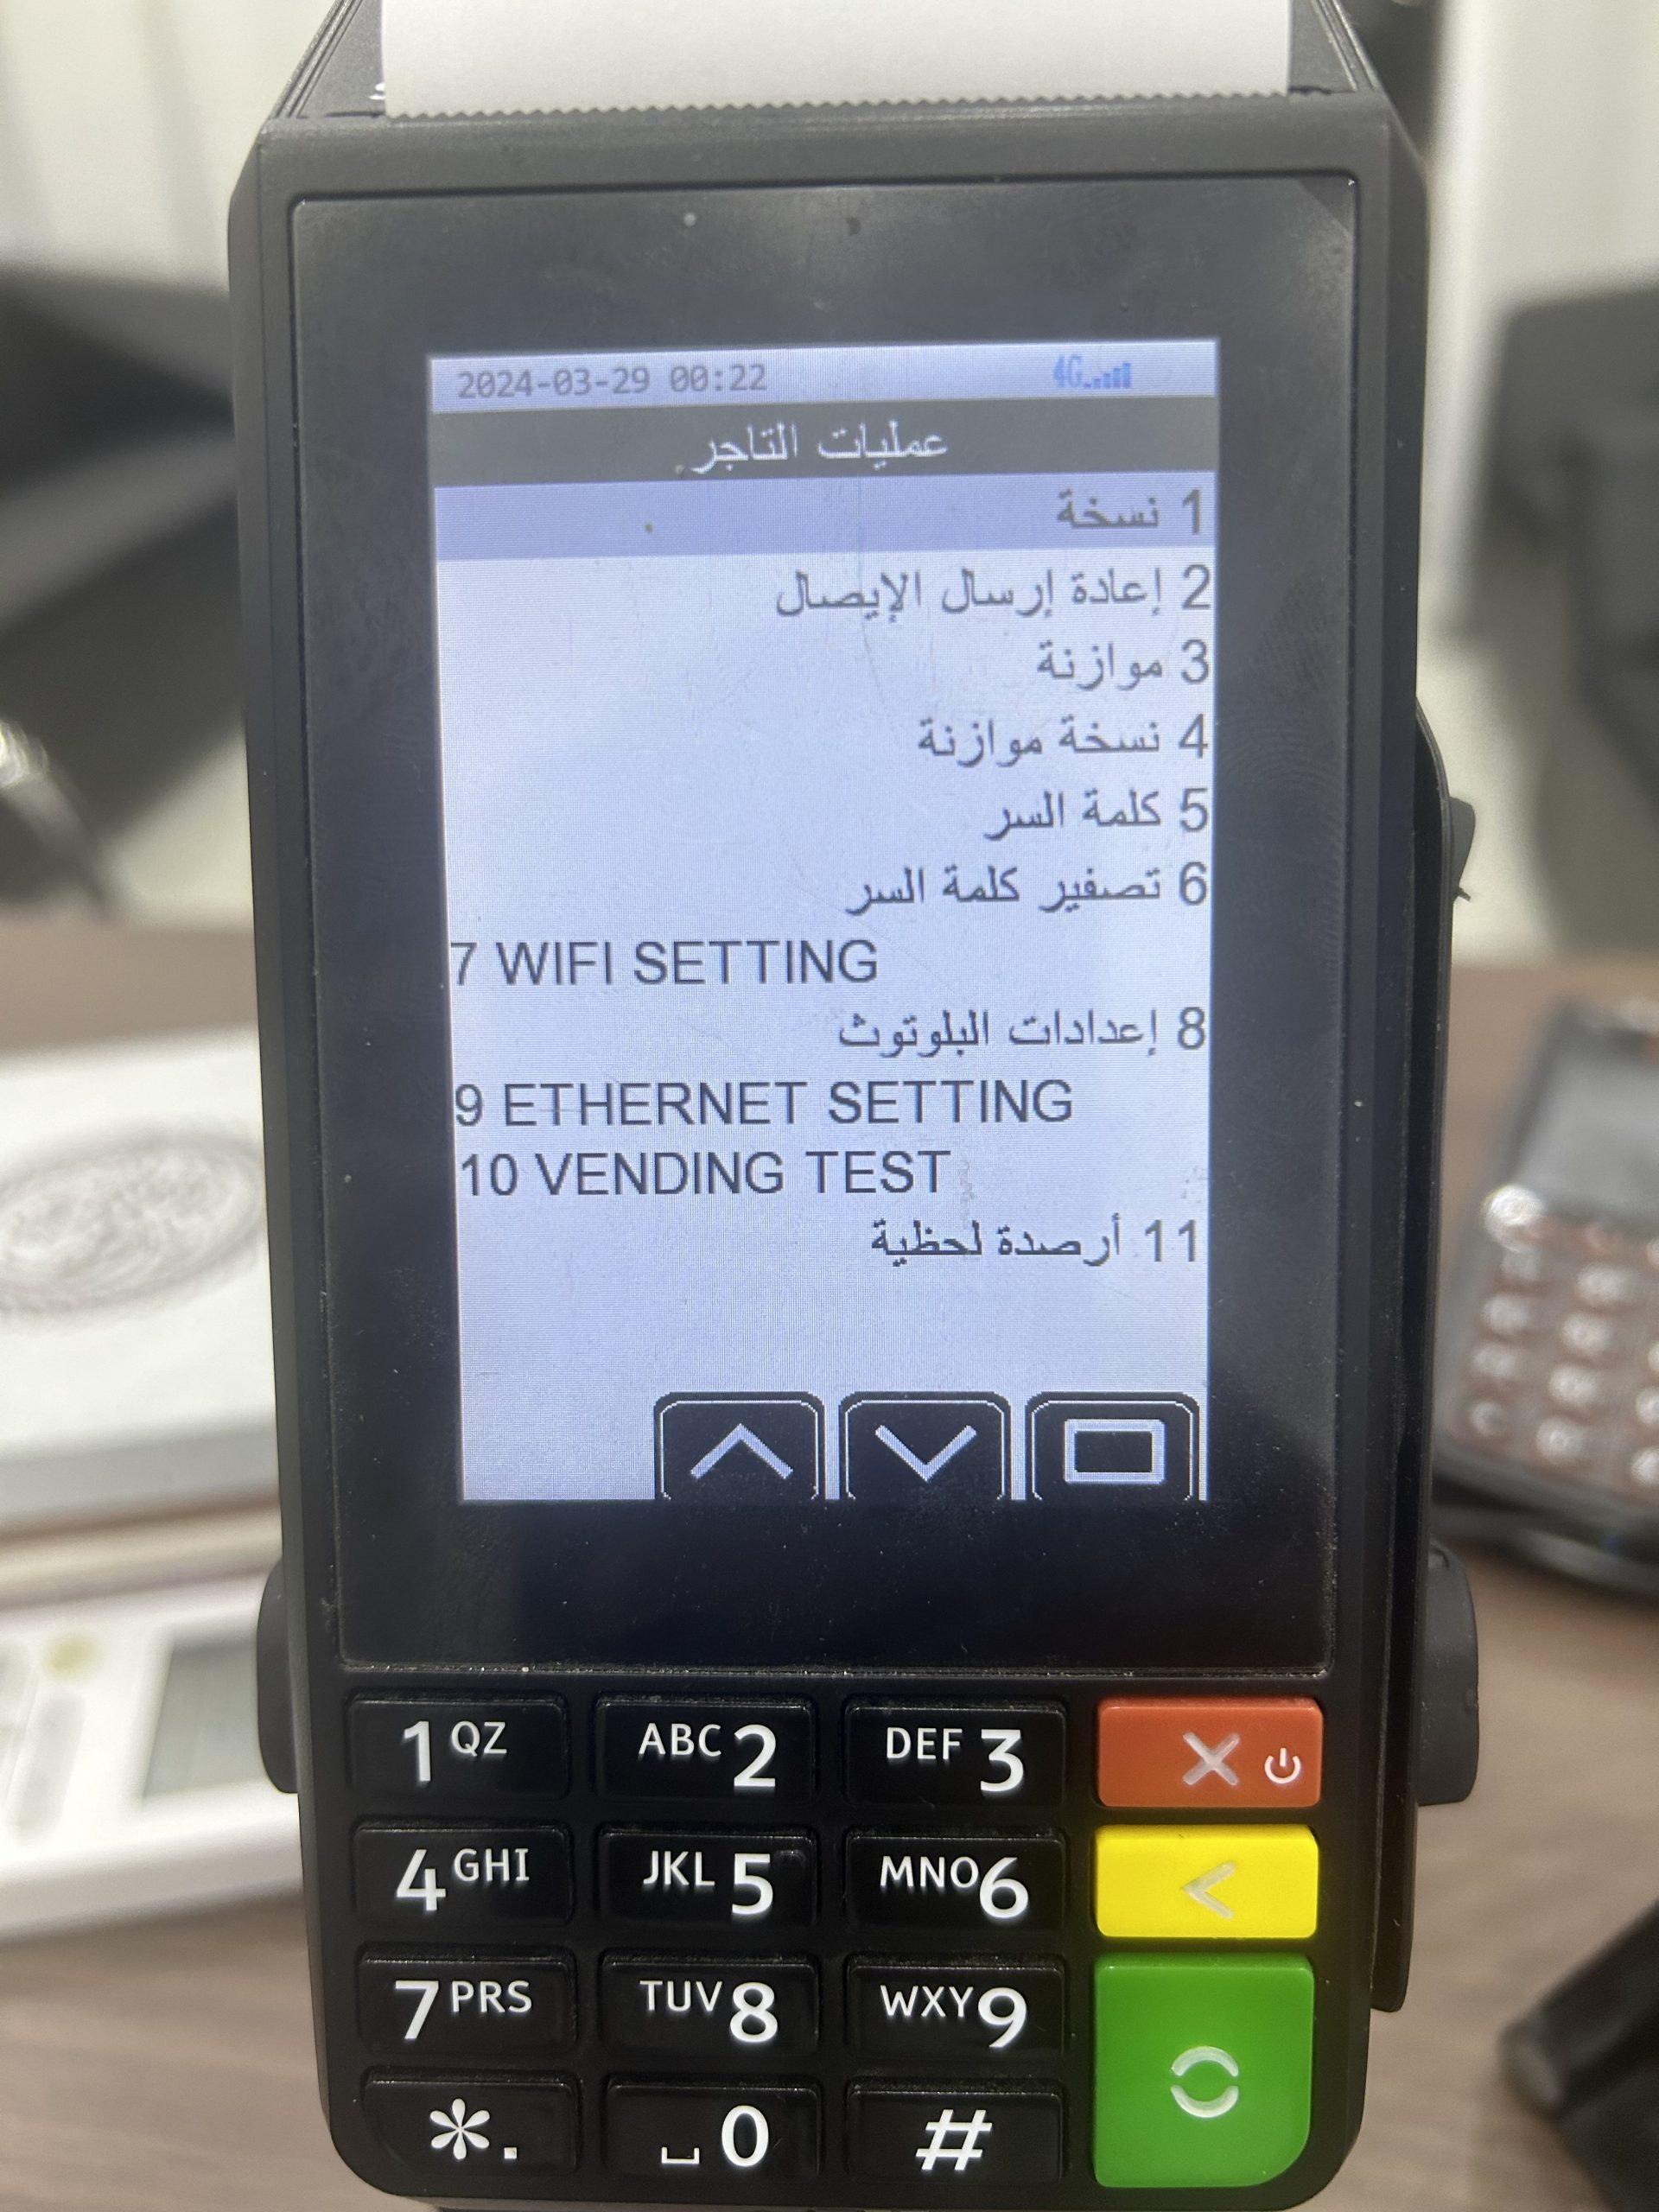 2024-03-29 00:22 4G
عمليات التاجر
1 نسخة
2 إعادة إرسال الإيصال
3 موازنة
4 نسخة موازنة
5 كلمة السر
6 تصفير كلمة السر
7 WIFI SETTING
8 إعدادات البلوتوث
9 ETHERNET SETTING
10 VENDING TEST
11 أرصدة لحظية
1 QZ ABC 2 DEF 3
4 GHI JKL 5 MNO 6
7 PRS TUV 8 WXY 9
*. 0 #